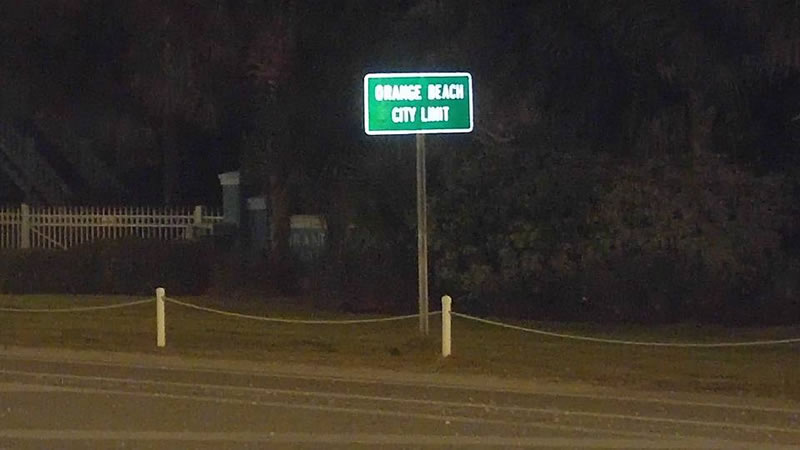 ORANGE BEACH
CITY LIMIT